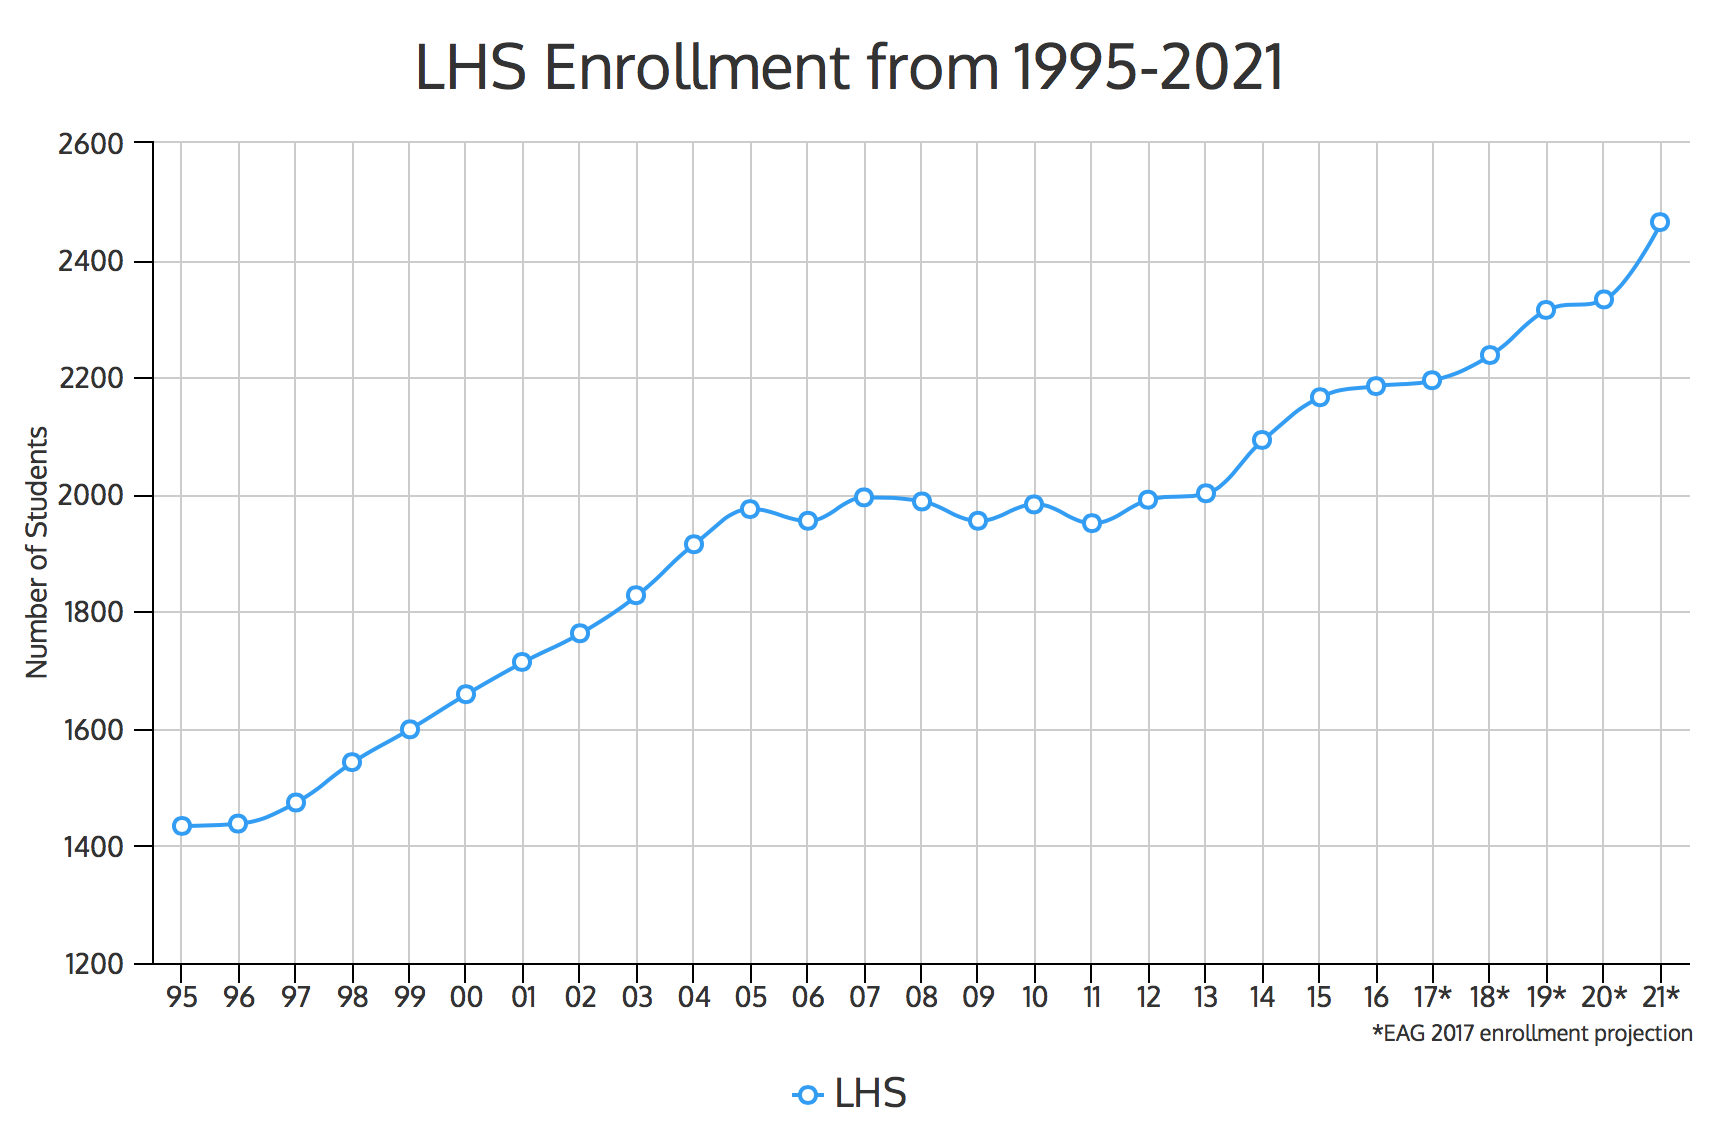 LHS Enrollment from 1995-2021
2600
2400
2200
2000
1800
1600
1400
1200
Number of Students
95 96 97 98 99 00 01 02 03 04 05 06 07 08 09 10 11 12 13 14 15 16 17* 18* 19* 20* 21*
*EAG 2017 enrollment projection
LHS